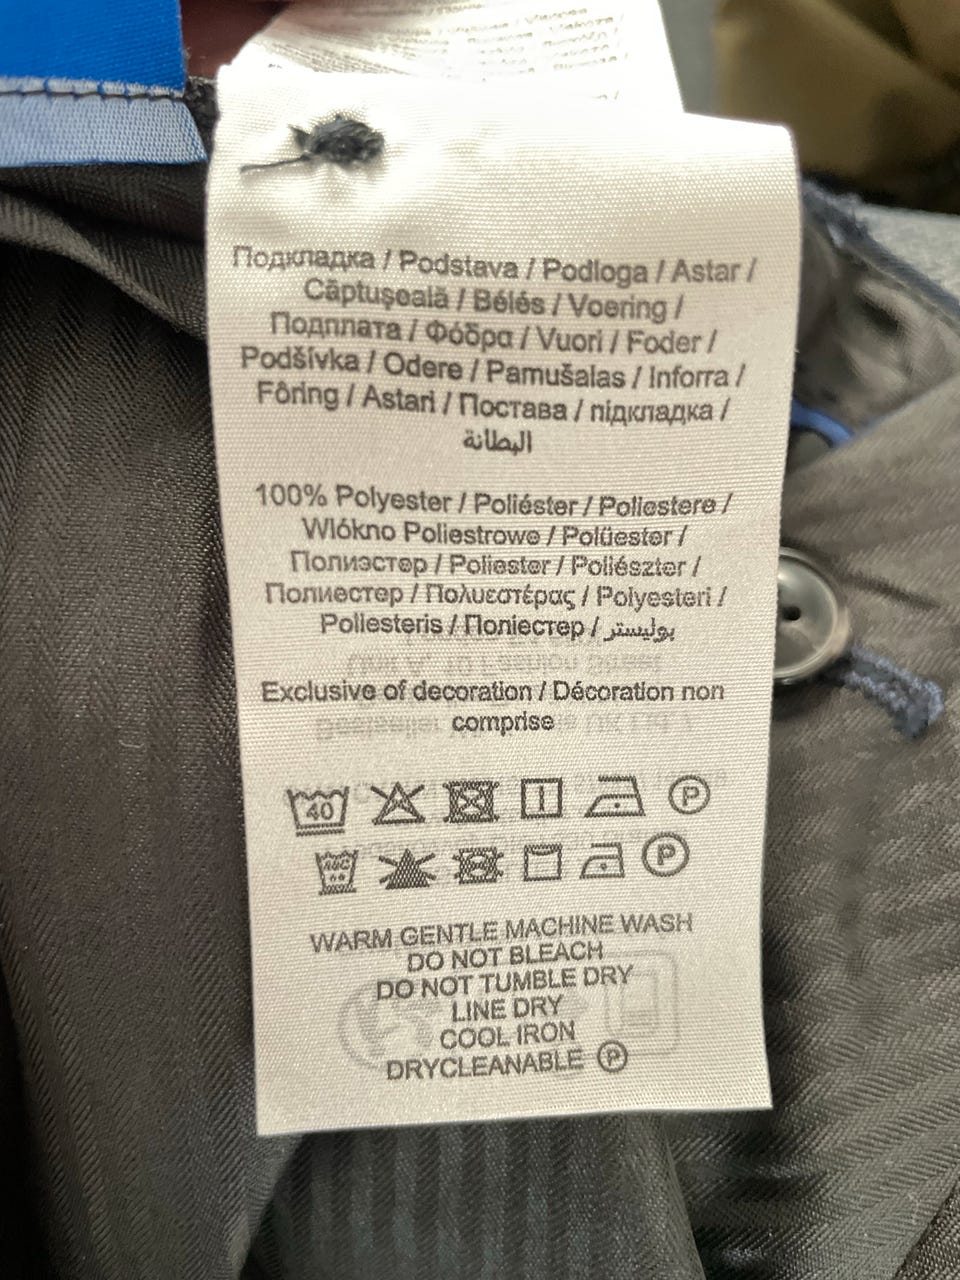 Подкладка / Podstava / Podloga / Astar /
Căptuşeală / Bélés / Voering /
Подплата / Φόδρα / Vuori / Foder /
Podšívka / Odere / Pamušalas / Inforra /
Fôring / Astari / Постава / підкладка /
البطانة
100% Polyester / Poliéster / Poliestere /
Wlókno Poliestrowe / Polüester /
Полиэстер / Poliester / Poliészter /
Полиестер / Πολυεστέρας / Polyesteri /
Poliesteris / Поліестер / بوليستر
Exclusive of decoration / Décoration non
comprise
40 P
P
WARM GENTLE MACHINE WASH
DO NOT BLEACH
DO NOT TUMBLE DRY
LINE DRY
COOL IRON
DRYCLEANABLE P